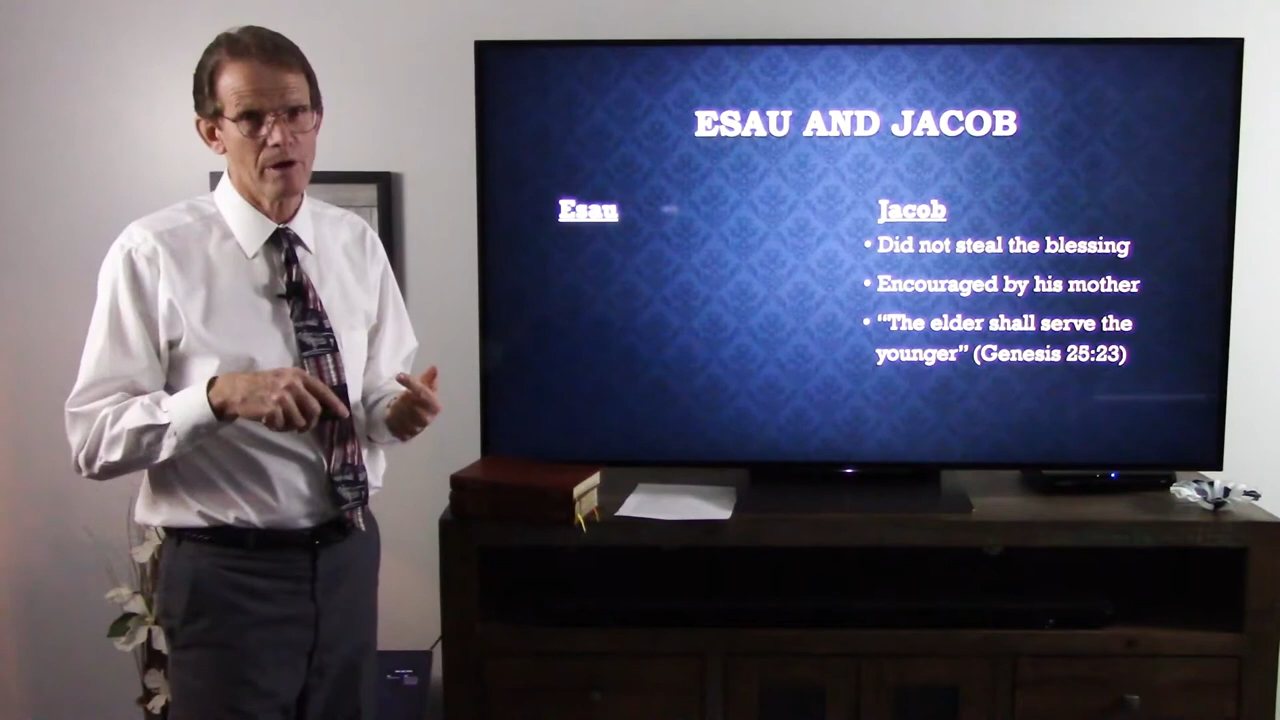 ESAU AND JACOB
Esau
Jacob
• Did not steal the blessing
• Encouraged by his mother
• “‘The elder shall serve the
younger” (Genesis 25:23)